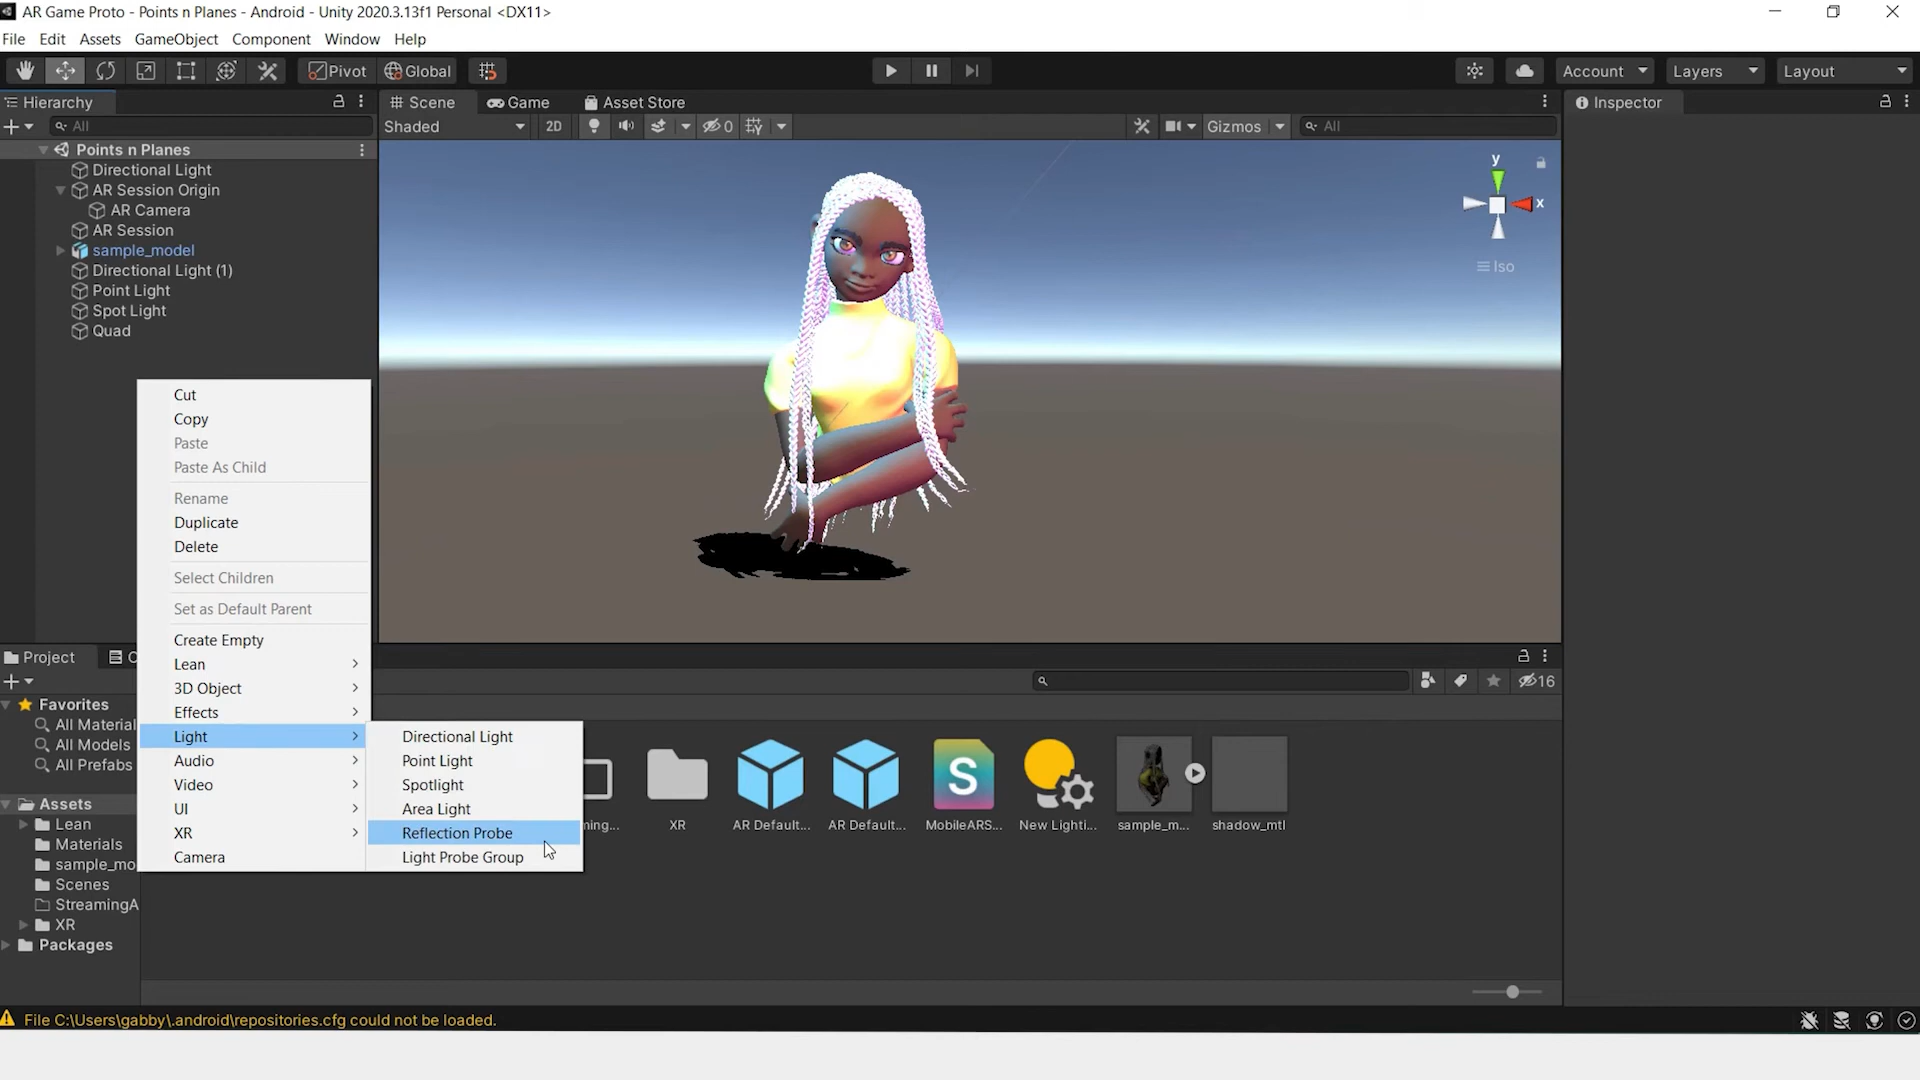 AR Game Proto - Points n Planes - Android - Unity 2020.3.13f1 Personal <DX11>
File Edit Assets GameObject Component Window Help
Pivot Global Account Layers Layout
Hierarchy
All
Points n Planes
Directional Light
AR Session Origin
AR Camera
AR Session
sample_model
Directional Light (1)
Point Light
Spot Light
Quad
Scene Game Asset Store
Shaded 2D 0 Gizmos All
y
x
Iso
Inspector
Cut
Copy
Paste
Paste As Child
Rename
Duplicate
Delete
Select Children
Set as Default Parent
Create Empty
Lean
3D Object
Effects
Light
Audio
Video
UI
XR
Camera
Directional Light
Point Light
Spotlight
Area Light
Reflection Probe
Light Probe Group
Project
16
Favorites
All Material
All Models
All Prefabs
Assets
Lean
Materials
sample_mo
Scenes
StreamingA
XR
Packages
S
ming... XR AR Default... AR Default... MobileARS... New Lighti... sample_m... shadow_mtl
File C:\Users\gabby\.android\repositories.cfg could not be loaded.